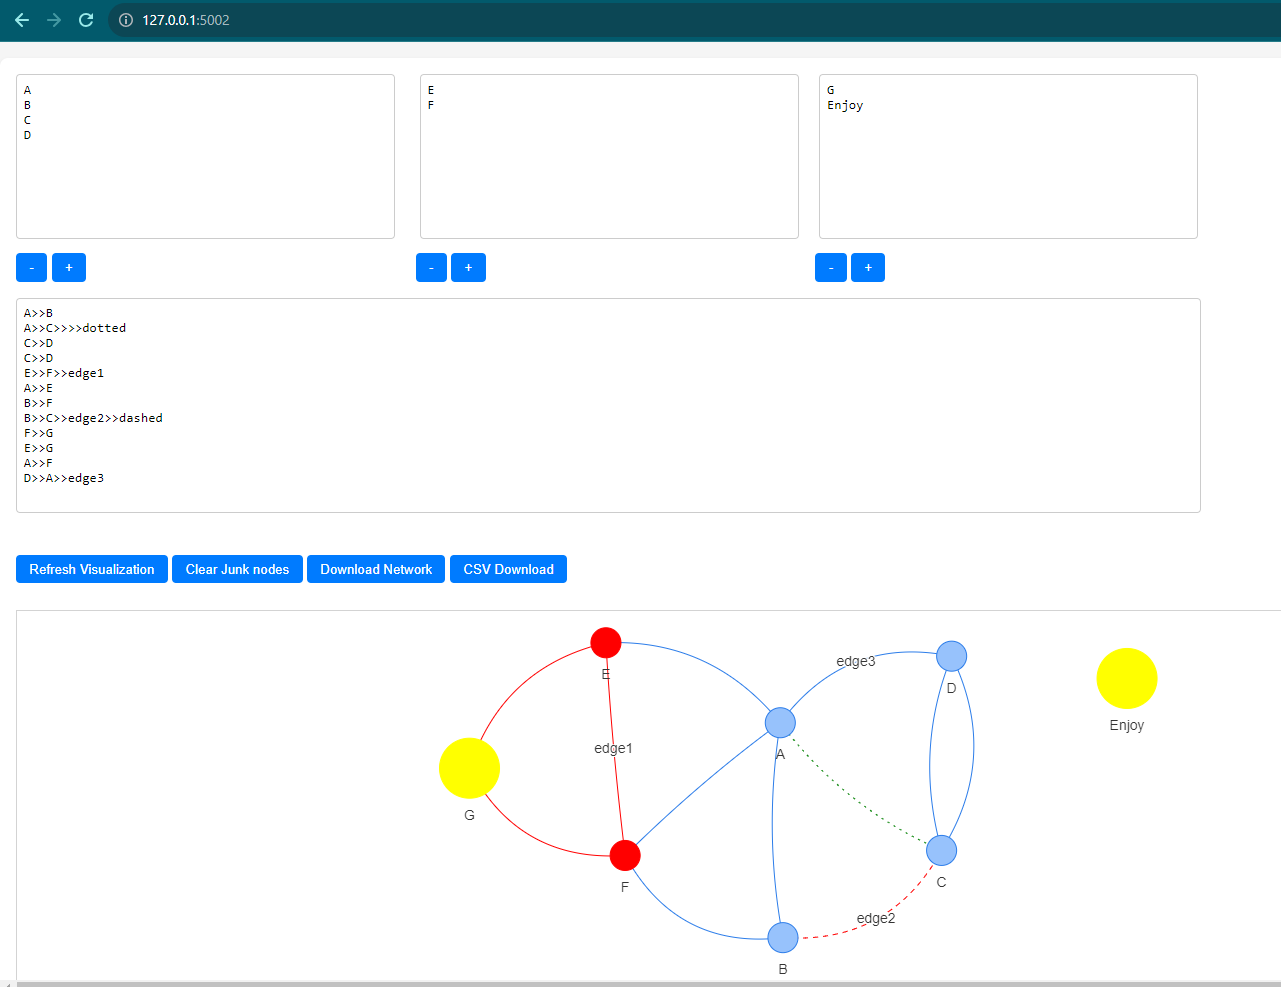 127.0.0.1:5002
A
B
C
D
E
F
G
Enjoy
-
+
-
+
-
+
A>>B
A>>C>>>>dotted
C>>D
C>>D
E>>F>>edge1
A>>E
B>>F
B>>C>>edge2>>dashed
F>>G
E>>G
A>>F
D>>A>>edge3
Refresh Visualization
Clear Junk nodes
Download Network
CSV Download
E
edge3
D
Enjoy
edge1
A
G
F
C
edge2
B